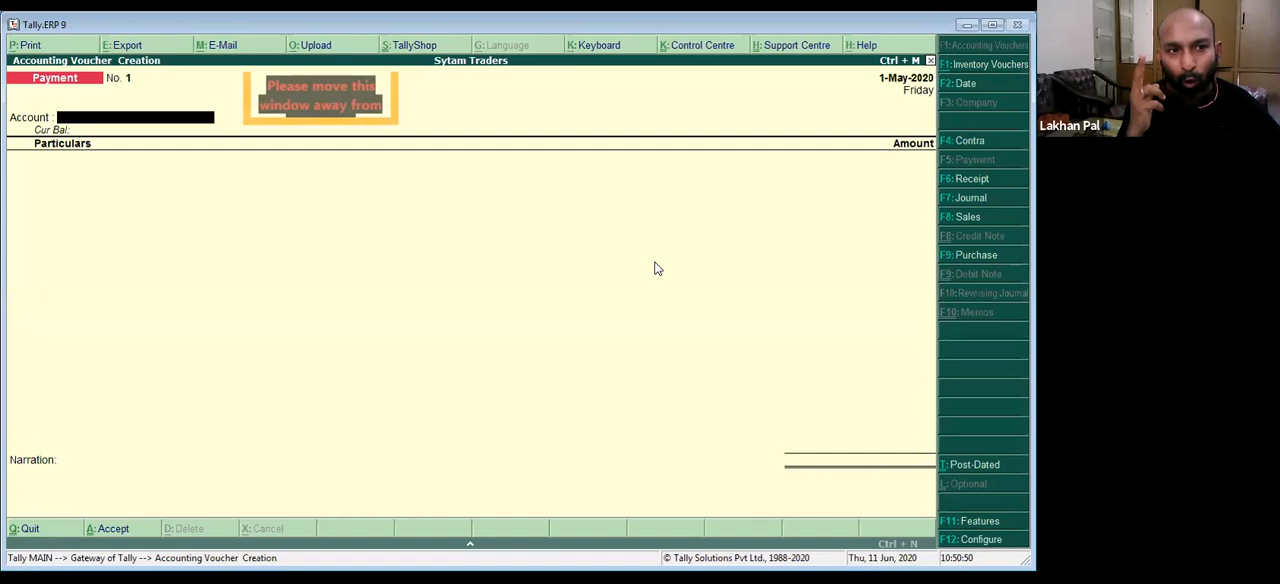 Tally.ERP 9
P: Print E: Export M: E-Mail O: Upload S: TallyShop G: Language K: Keyboard K: Control Centre H: Support Centre H: Help
Accounting Voucher Creation Sytam Traders Ctrl + M
Payment No. 1 1-May-2020
Friday
Please move this
window away from
Account :
Cur Bal:
Particulars Amount
Narration:
Q: Quit A: Accept D: Delete X: Cancel
Ctrl + N
Tally MAIN --> Gateway of Tally --> Accounting Voucher Creation © Tally Solutions Pvt Ltd., 1988-2020 Thu, 11 Jun, 2020 10:50:50
F1: Accounting Vouchers
F1: Inventory Vouchers
F2: Date
F3: Company
F4: Contra
F5: Payment
F6: Receipt
F7: Journal
F8: Sales
F8: Credit Note
F9: Purchase
F9: Debit Note
F10: Reversing Journal
F10: Memos
T: Post-Dated
L: Optional
F11: Features
F12: Configure
Lakhan Pal